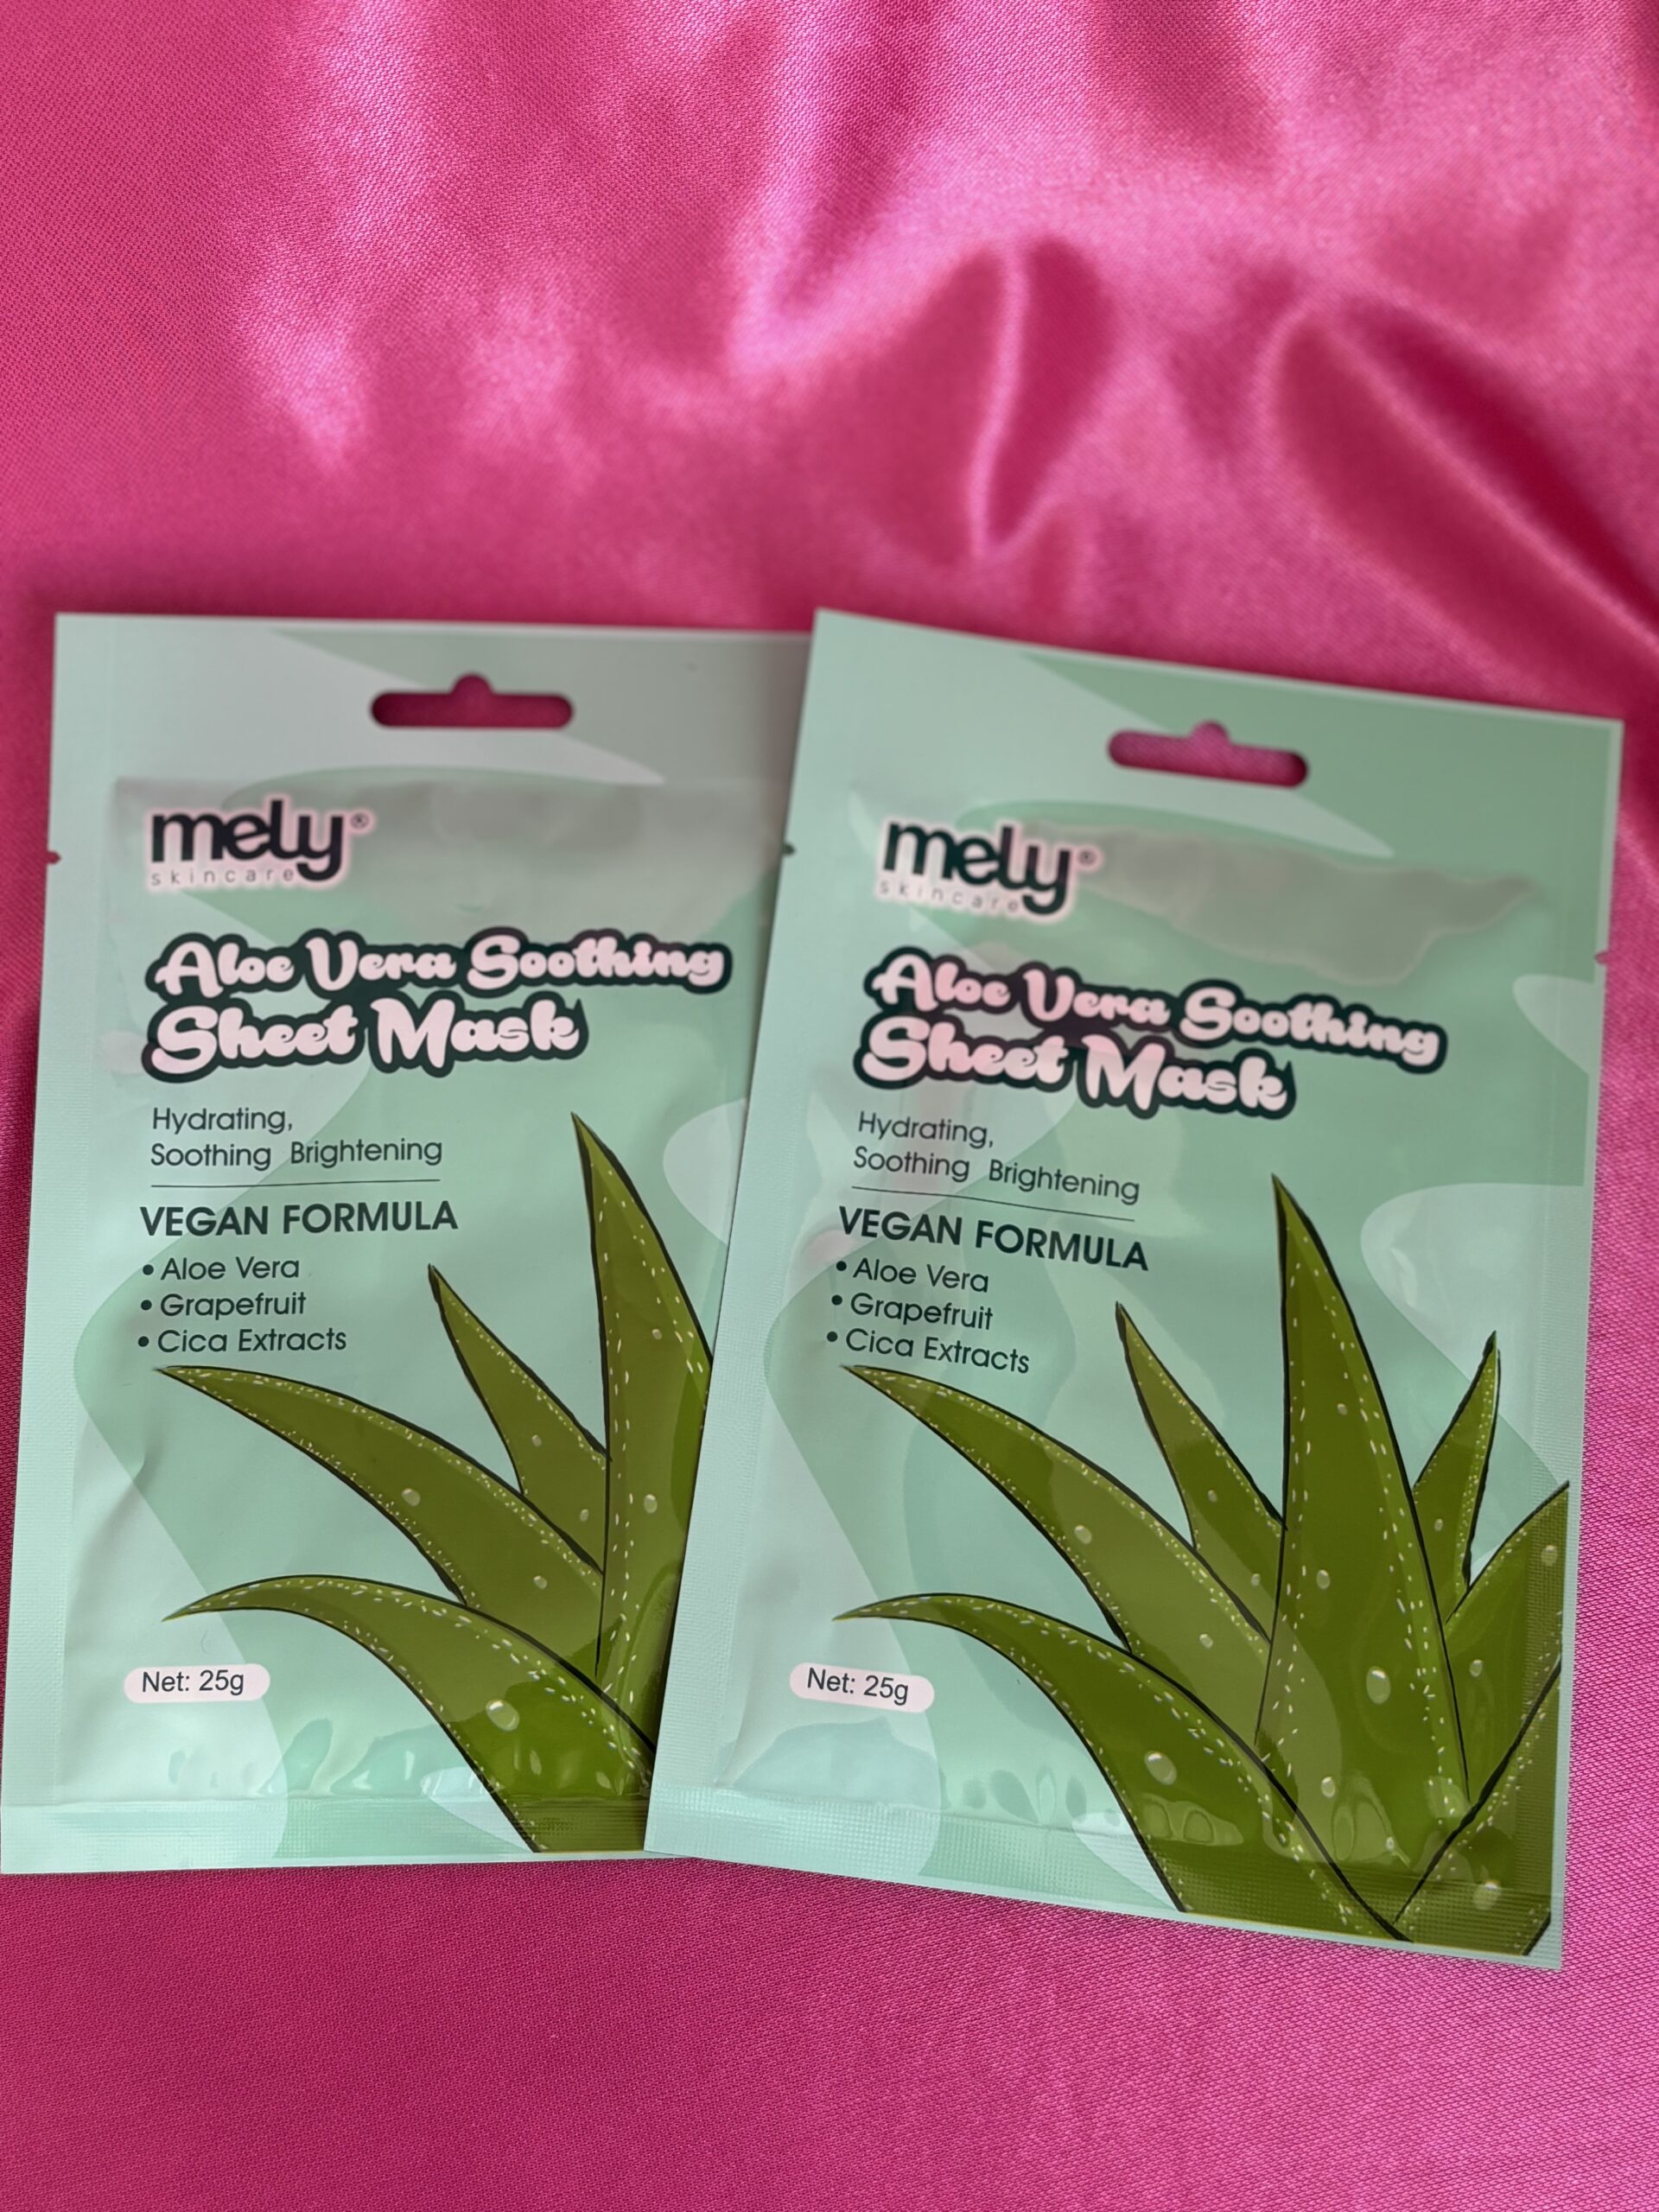 mely®
skincare
Aloe Vera Soothing
Sheet Mask
Hydrating,
Soothing Brightening
VEGAN FORMULA
• Aloe Vera
• Grapefruit
• Cica Extracts
Net: 25g
mely®
skincare
Aloe Vera Soothing
Sheet Mask
Hydrating,
Soothing Brightening
VEGAN FORMULA
• Aloe Vera
• Grapefruit
• Cica Extracts
Net: 25g